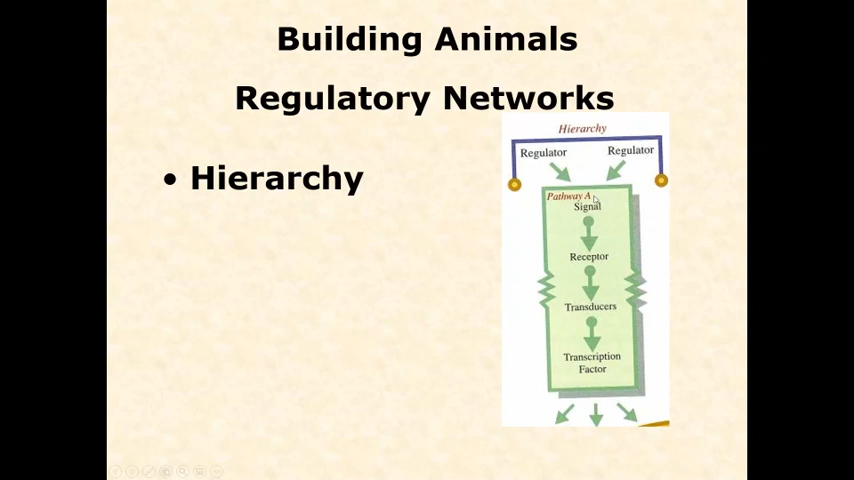 Building Animals
Regulatory Networks
• Hierarchy
Hierarchy
Regulator Regulator
Pathway A
Signal
Receptor
Transducers
Transcription
Factor